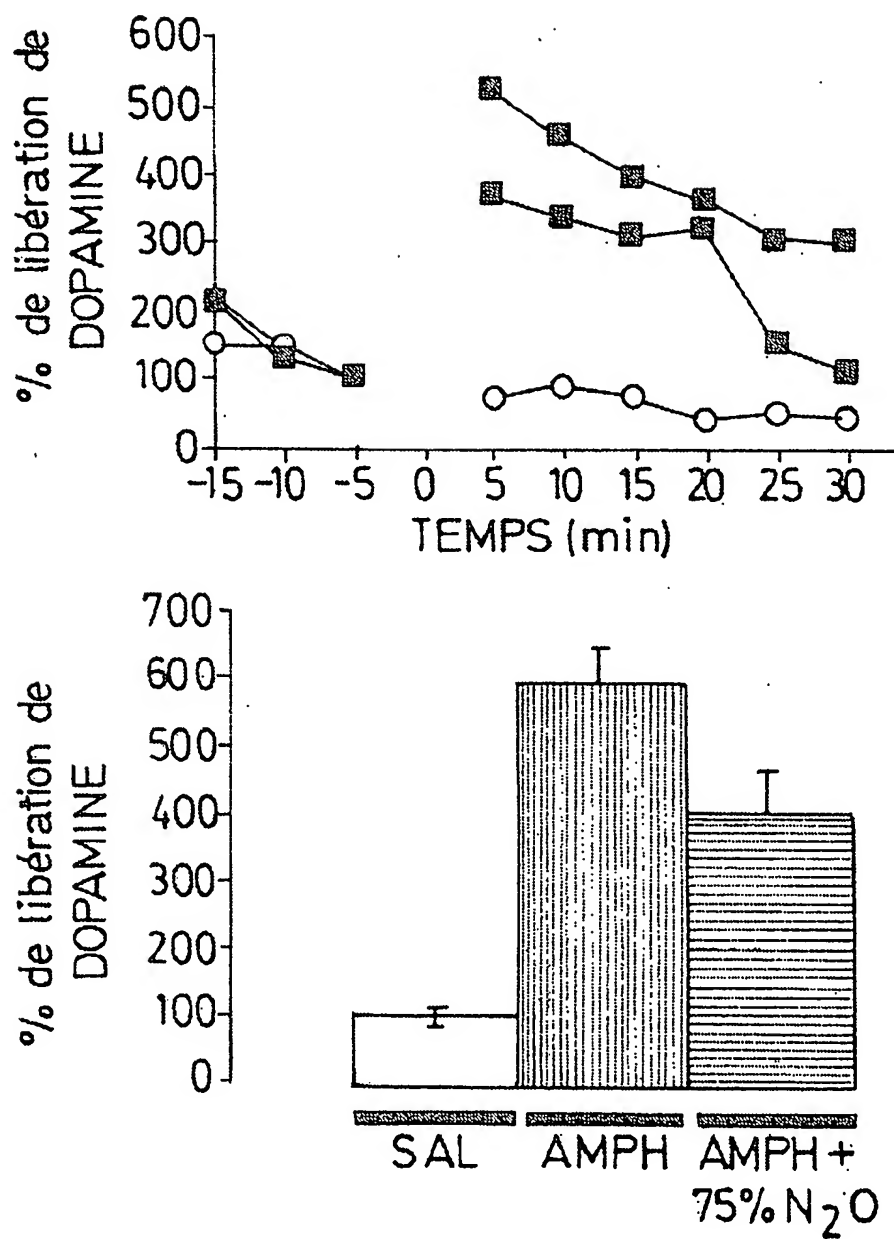 % de libération de
DOPAMINE
600
500
400
300
200
100
0
-15 -10 -5 0 5 10 15 20 25 30
TEMPS (min)
% de libération de
DOPAMINE
700
600
500
400
300
200
100
0
SAL AMPH AMPH +
75% N₂O